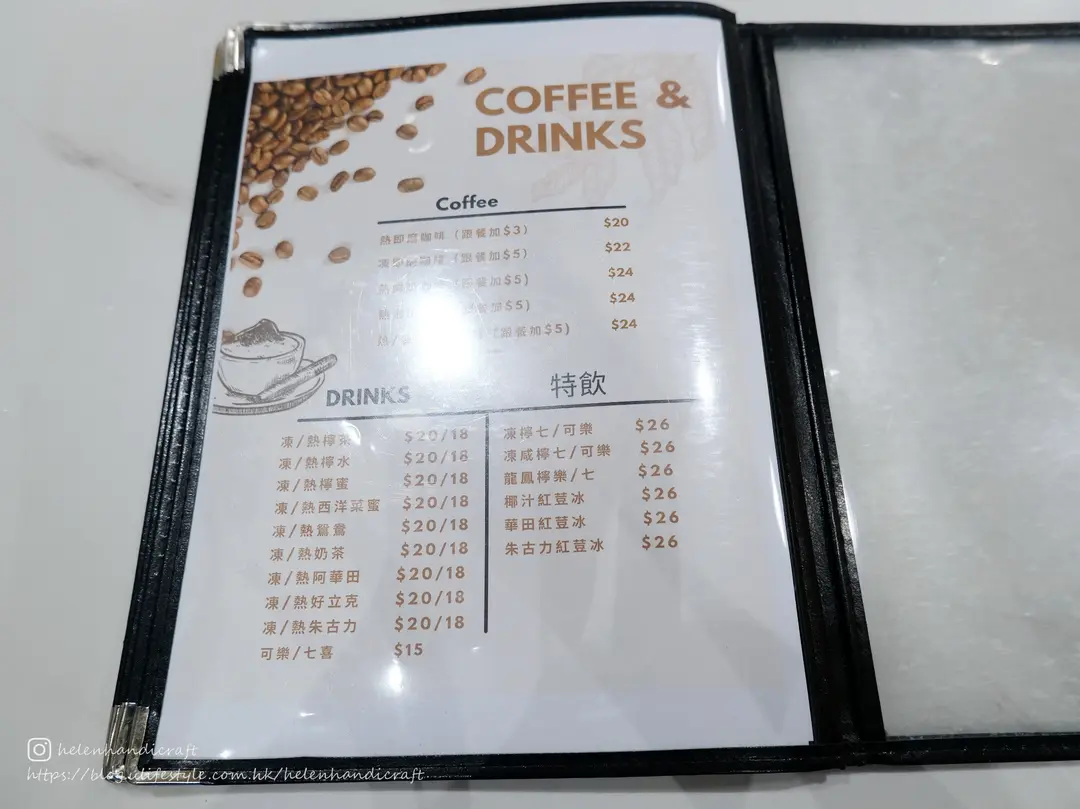 COFFEE &
DRINKS
Coffee
熱即磨咖啡（跟餐加$3） $20
（跟餐加$5） $22
跟餐加$5) $24
跟餐加$5) $24
熱/ (跟餐加$5) $24
DRINKS
凍/熱檸茶 $20/18
凍/熱檸水 $20/18
凍/熱檸蜜 $20/18
凍/熱西洋菜蜜 $20/18
凍/熱鴛鴦 $20/18
凍/熱奶茶 $20/18
凍/熱阿華田 $20/18
凍/熱好立克 $20/18
凍/熱朱古力 $20/18
可樂/七喜 $15
特飲
凍檸七/可樂 $26
凍咸檸七/可樂 $26
龍鳳檸樂/七 $26
椰汁紅荳冰 $26
華田紅荳冰 $26
朱古力紅荳冰 $26
helenhandicraft
https://blog.ulifestyle.com.hk/helenhandicraft